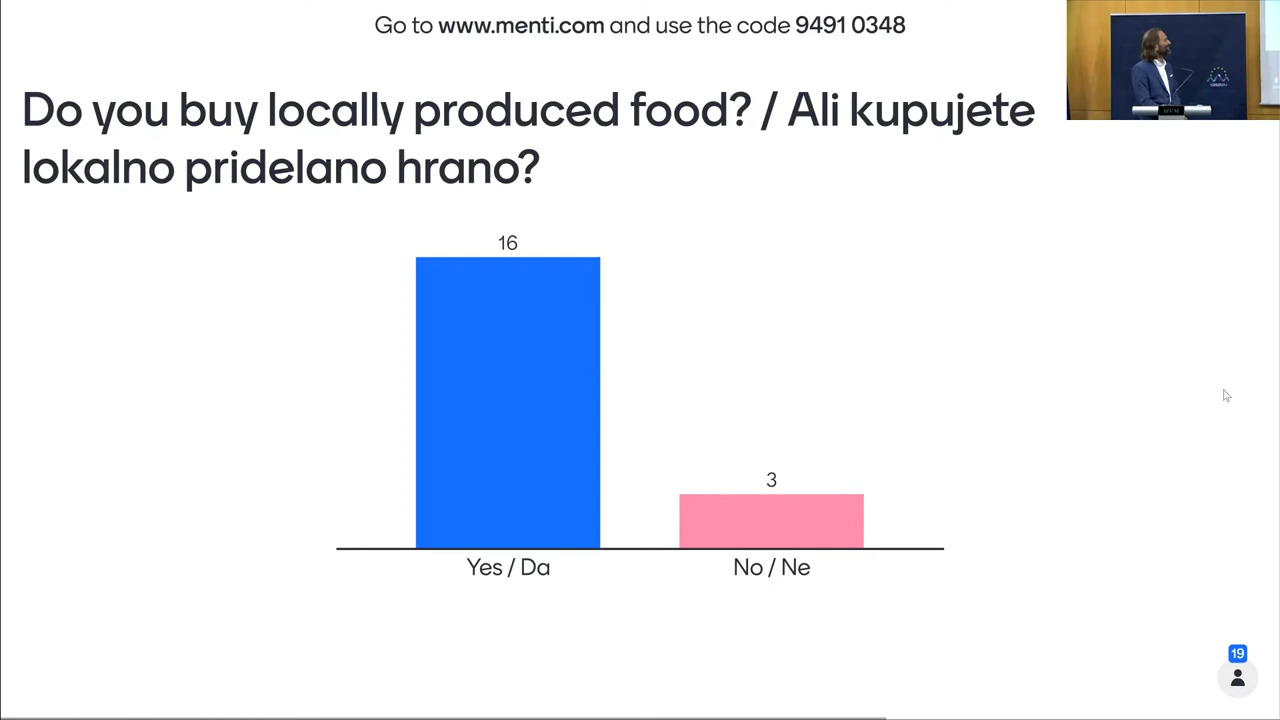 Go to www.menti.com and use the code 9491 0348
Do you buy locally produced food? / Ali kupujete
lokalno pridelano hrano?
16
3
Yes / Da
No / Ne
19